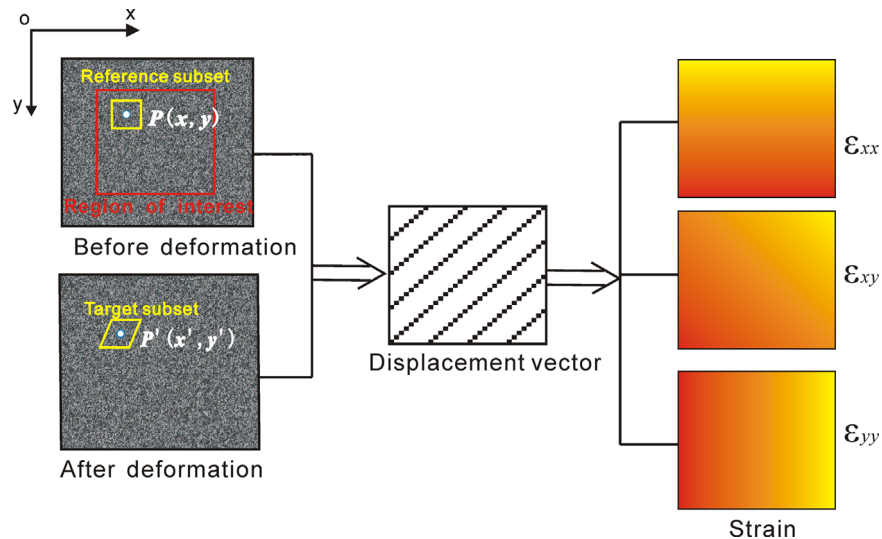 o
x
y
Reference subset
P(x, y)
Region of interest
Before deformation
Target subset
P'(x', y')
After deformation
Displacement vector
εxx
εxy
εyy
Strain